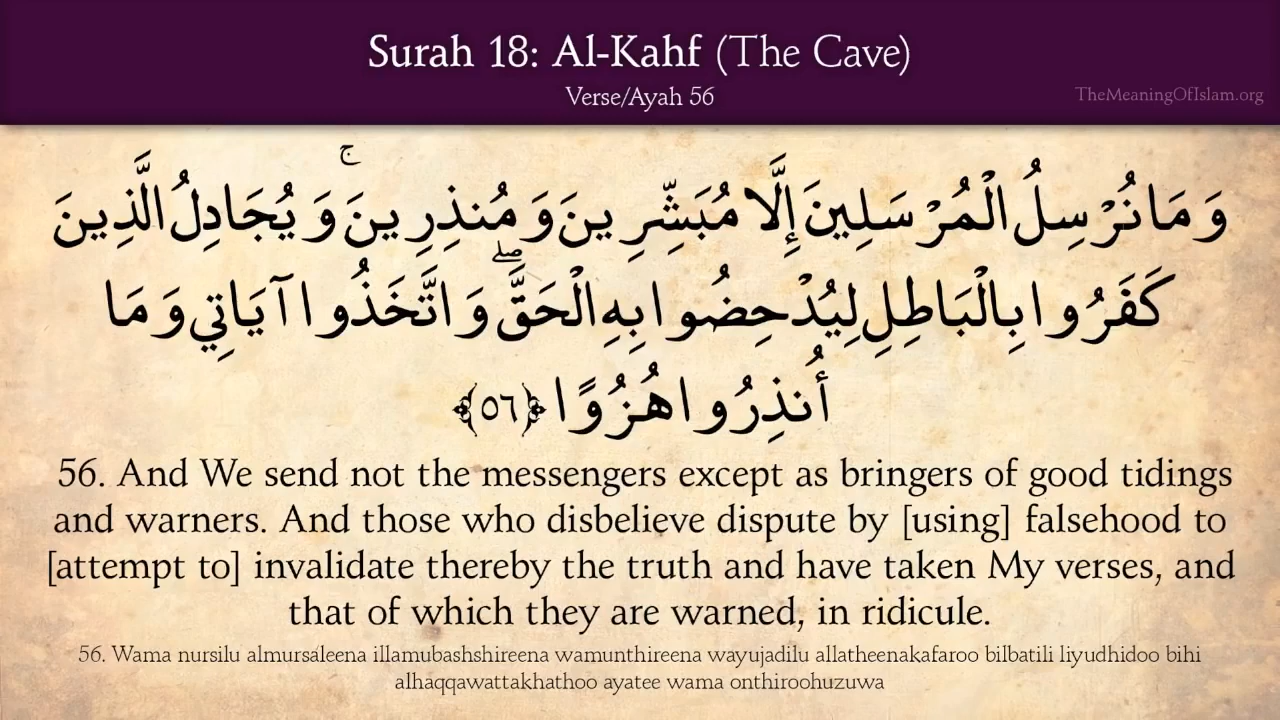 Surah 18: Al-Kahf (The Cave)
Verse/Ayah 56
TheMeaningOfIslam.org
وَمَا نُرْسِلُ الْمُرْسَلِينَ إِلَّا مُبَشِّرِينَ وَمُنذِرِينَ ۚ وَيُجَادِلُ الَّذِينَ
كَفَرُوا بِالْبَاطِلِ لِيُدْحِضُوا بِهِ الْحَقَّ ۖ وَاتَّخَذُوا آيَاتِي وَمَا
أُنذِرُوا هُزُوًا ﴿٥٦﴾
56. And We send not the messengers except as bringers of good tidings
and warners. And those who disbelieve dispute by [using] falsehood to
[attempt to] invalidate thereby the truth and have taken My verses, and
that of which they are warned, in ridicule.
56. Wama nursilu almursaleena illamubashshireena wamunthireena wayujadilu allatheenakafaroo bilbatili liyudhidoo bihi
alhaqqawattakhathoo ayatee wama onthiroohuzuwa